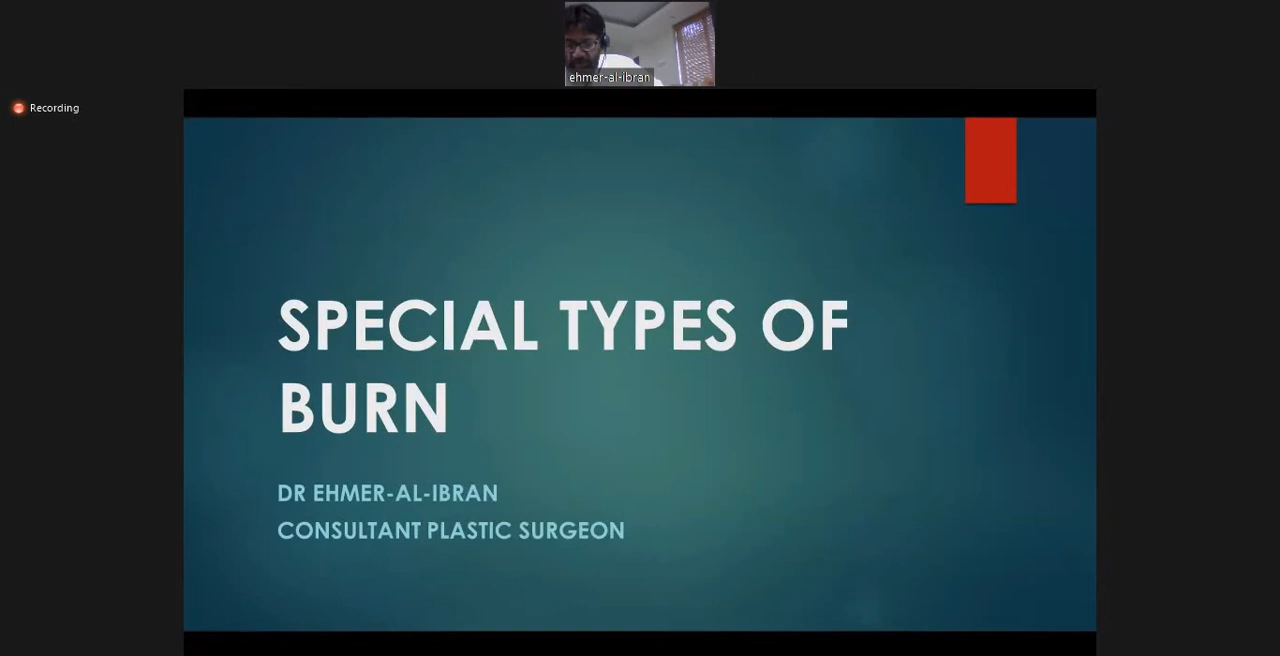 ehmer-al-ibran
Recording
SPECIAL TYPES OF
BURN
DR EHMER-AL-IBRAN
CONSULTANT PLASTIC SURGEON